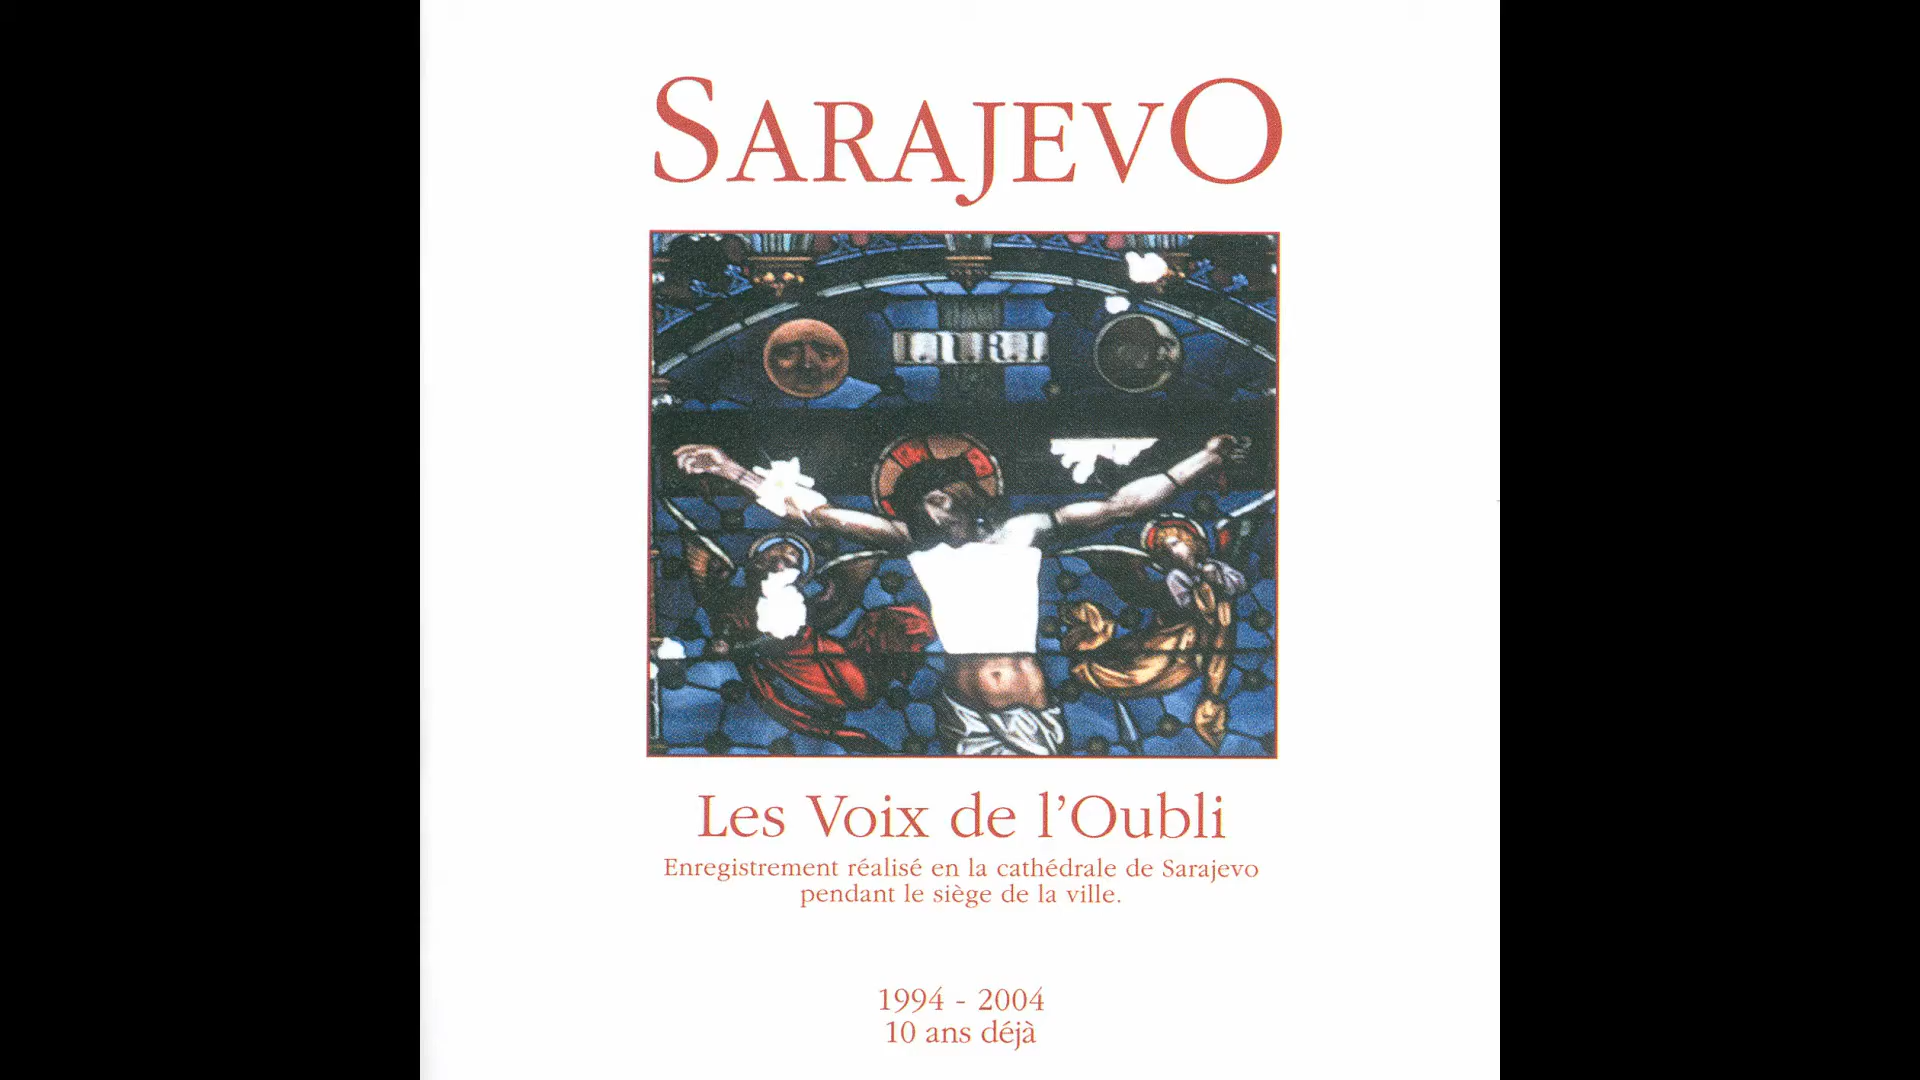 SARAJEVO
I.N.R.I.
Les Voix de l'Oubli
Enregistrement réalisé en la cathédrale de Sarajevo
pendant le siège de la ville.
1994 - 2004
10 ans déjà